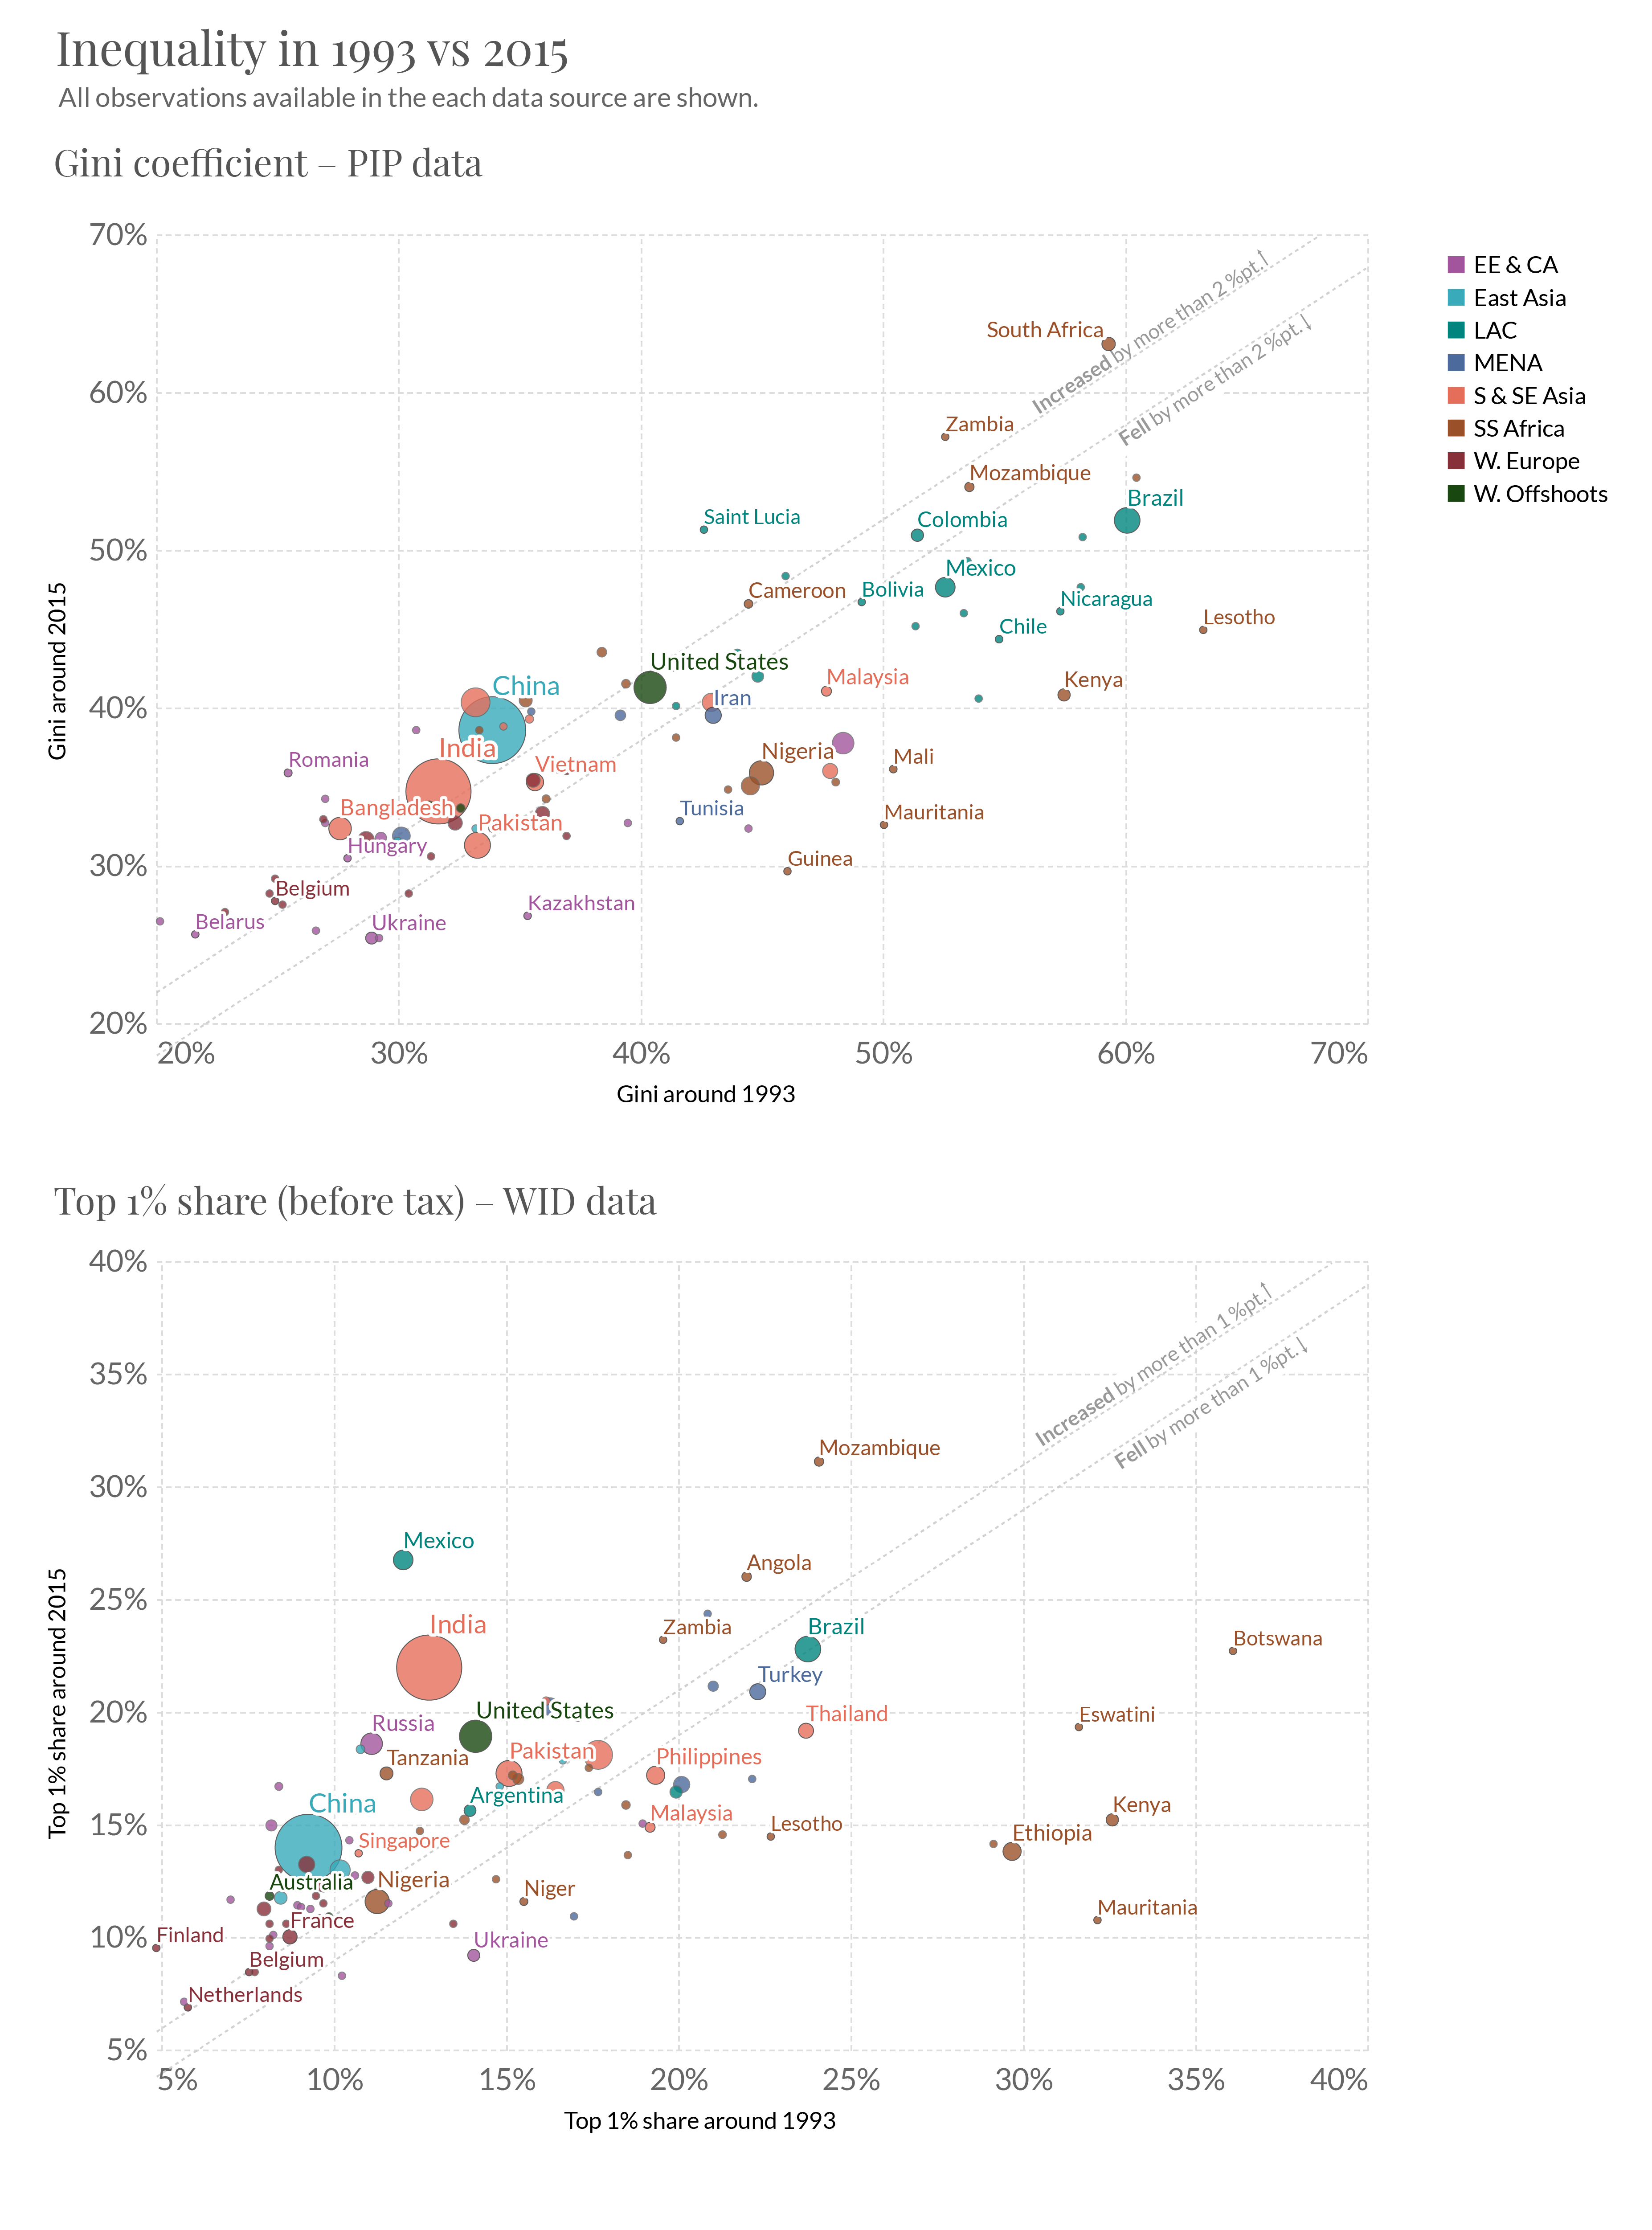 Inequality in 1993 vs 2015
All observations available in the each data source are shown.
Gini coefficient – PIP data
70%
60%
50%
40%
30%
20%
Gini around 2015
20%
30%
40%
50%
60%
70%
Gini around 1993
Increased by more than 2 %pt.↑
Fell by more than 2 %pt.↓
South Africa
Zambia
Mozambique
Brazil
Saint Lucia
Colombia
Mexico
Cameroon
Bolivia
Nicaragua
Lesotho
Chile
United States
China
Malaysia
Kenya
Iran
India
Nigeria
Mali
Romania
Vietnam
Bangladesh
Tunisia
Mauritania
Pakistan
Hungary
Guinea
Belgium
Kazakhstan
Belarus
Ukraine
EE & CA
East Asia
LAC
MENA
S & SE Asia
SS Africa
W. Europe
W. Offshoots
Top 1% share (before tax) – WID data
40%
35%
30%
25%
20%
15%
10%
5%
Top 1% share around 2015
5%
10%
15%
20%
25%
30%
35%
40%
Top 1% share around 1993
Increased by more than 1 %pt.↑
Fell by more than 1 %pt.↓
Mozambique
Mexico
Angola
India
Zambia
Brazil
Botswana
Turkey
United States
Eswatini
Thailand
Russia
Pakistan
Tanzania
Philippines
China
Argentina
Malaysia
Lesotho
Kenya
Singapore
Ethiopia
Australia
Nigeria
Niger
France
Mauritania
Finland
Ukraine
Belgium
Netherlands